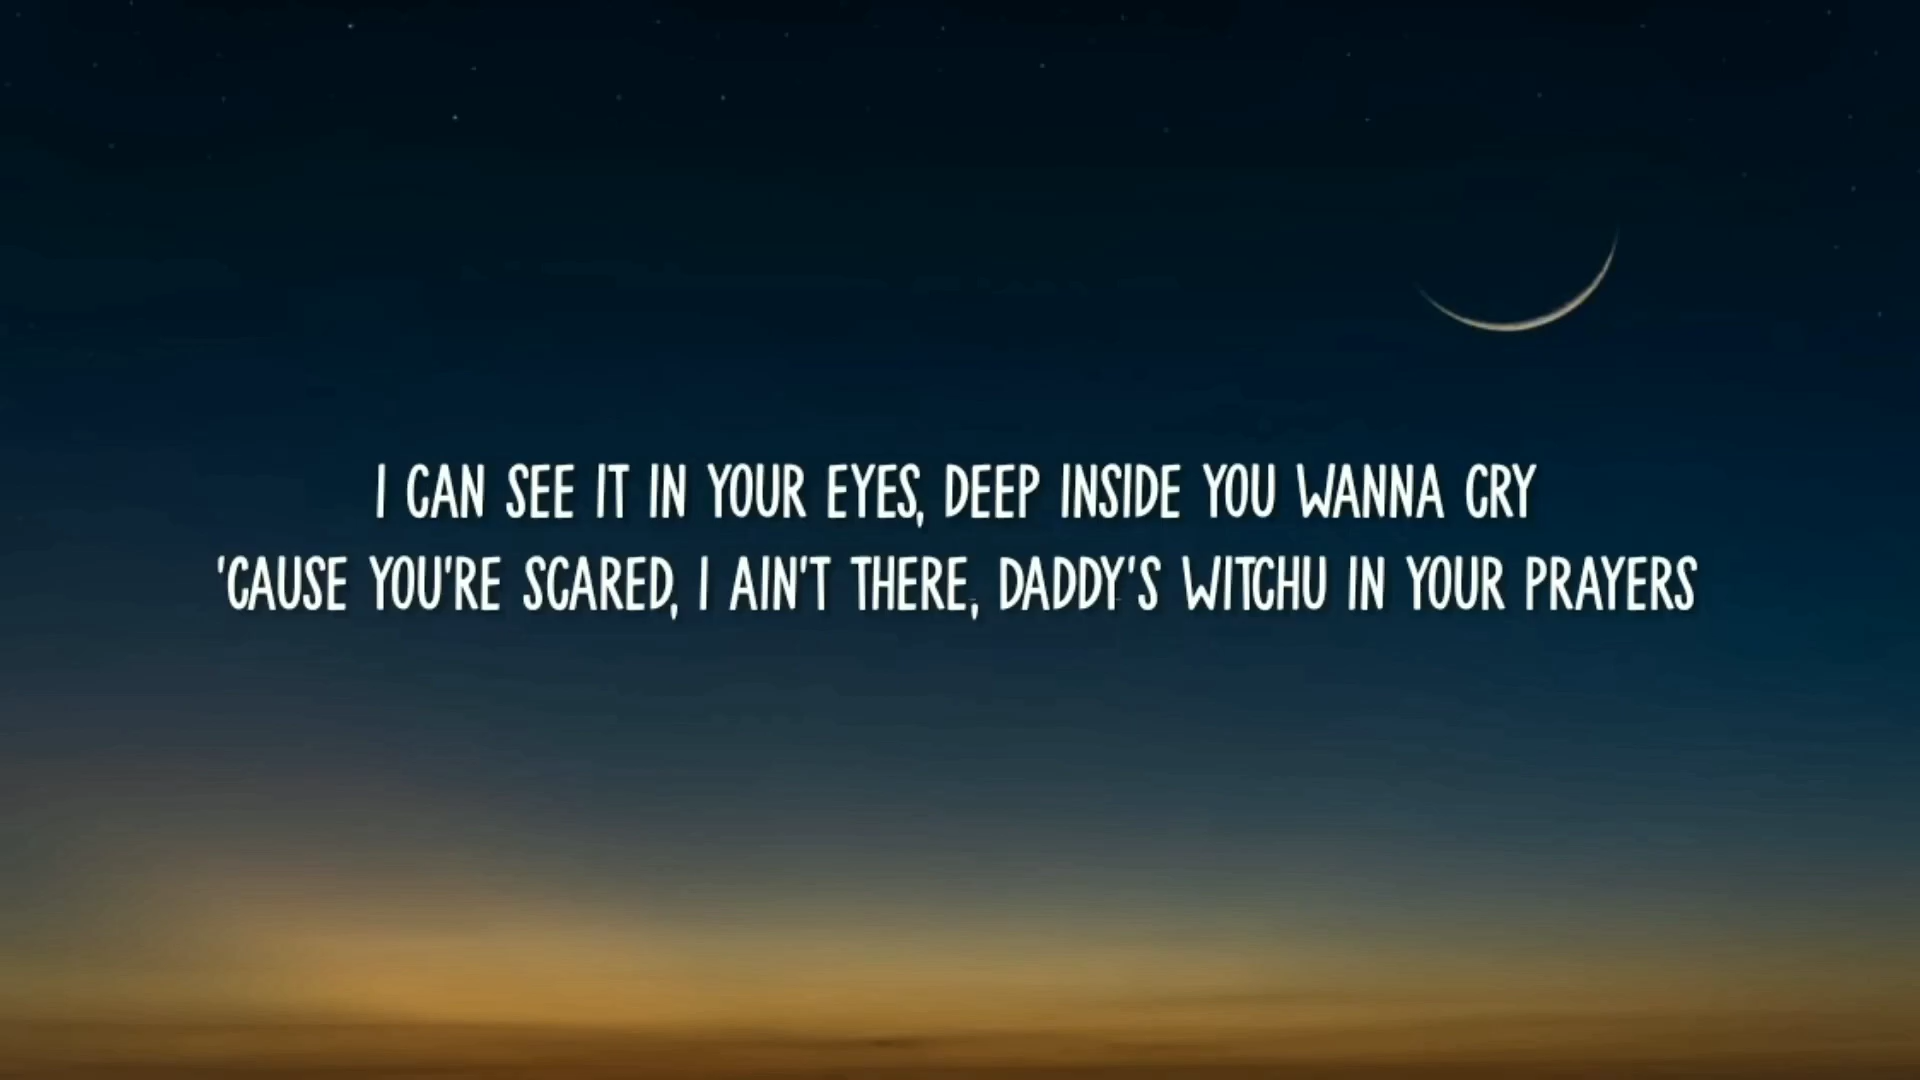 I CAN SEE IT IN YOUR EYES, DEEP INSIDE YOU WANNA CRY
'CAUSE YOU'RE SCARED, I AIN'T THERE, DADDY'S WITCHU IN YOUR PRAYERS